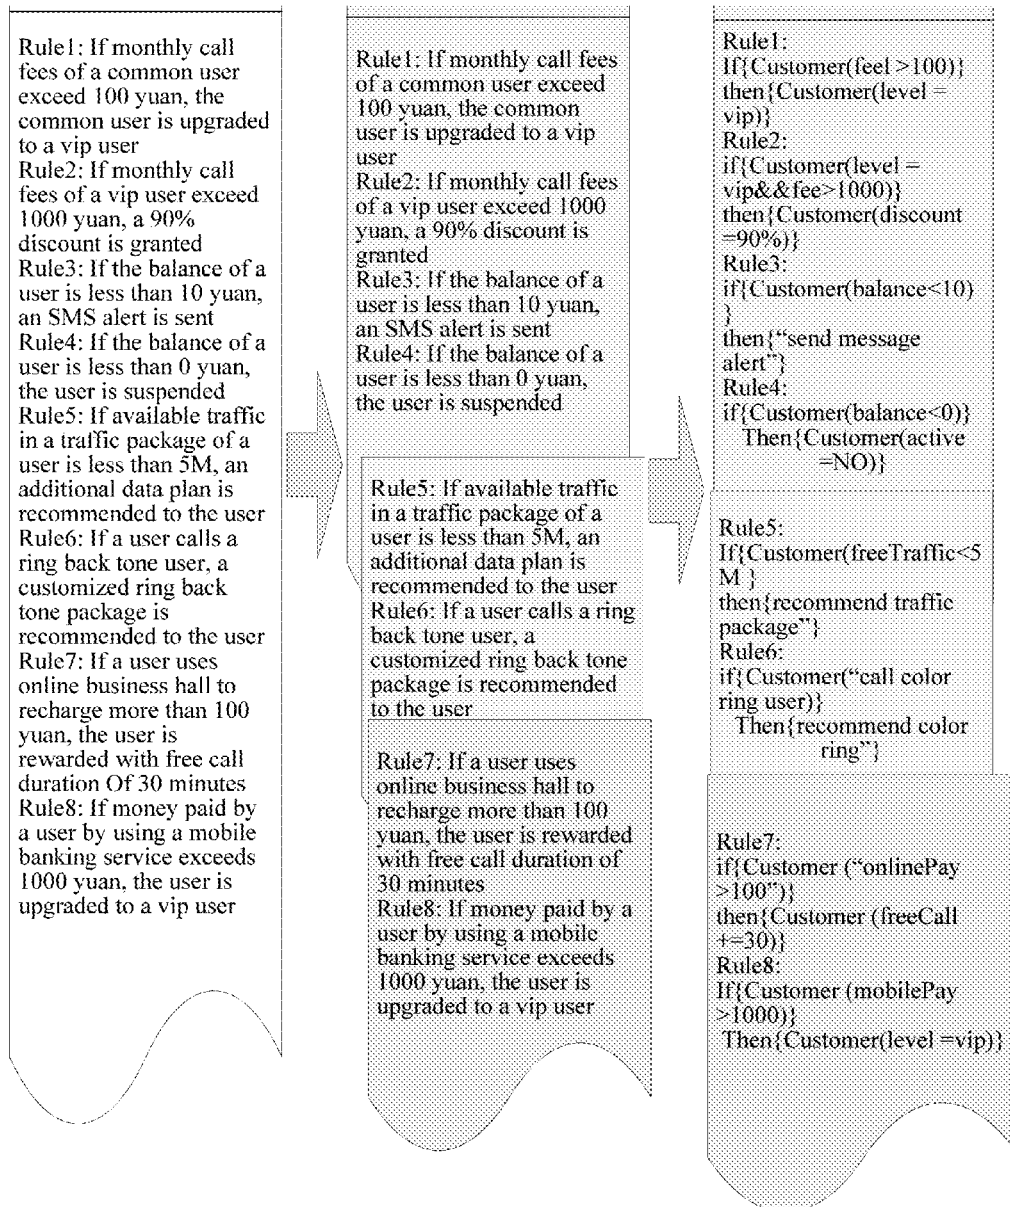 Rule1: If monthly call
fees of a common user
exceed 100 yuan, the
common user is upgraded
to a vip user
Rule2: If monthly call
fees of a vip user exceed
1000 yuan, a 90%
discount is granted
Rule3: If the balance of a
user is less than 10 yuan,
an SMS alert is sent
Rule4: If the balance of a
user is less than 0 yuan,
the user is suspended
Rule5: If available traffic
in a traffic package of a
user is less than 5M, an
additional data plan is
recommended to the user
Rule6: If a user calls a
ring back tone user, a
customized ring back
tone package is
recommended to the user
Rule7: If a user uses
online business hall to
recharge more than 100
yuan, the user is
rewarded with free call
duration Of 30 minutes
Rule8: If money paid by
a user by using a mobile
banking service exceeds
1000 yuan, the user is
upgraded to a vip user
Rule1: If monthly call fees
of a common user exceed
100 yuan, the common
user is upgraded to a vip
user
Rule2: If monthly call fees
of a vip user exceed 1000
yuan, a 90% discount is
granted
Rule3: If the balance of a
user is less than 10 yuan,
an SMS alert is sent
Rule4: If the balance of a
user is less than 0 yuan,
the user is suspended
Rule5: If available traffic
in a traffic package of a
user is less than 5M, an
additional data plan is
recommended to the user
Rule6: If a user calls a ring
back tone user, a
customized ring back tone
package is recommended
to the user
Rule7: If a user uses
online business hall to
recharge more than 100
yuan, the user is rewarded
with free call duration of
30 minutes
Rule8: If money paid by a
user by using a mobile
banking service exceeds
1000 yuan, the user is
upgraded to a vip user
Rule1:
If{Customer(feel >100)}
then{Customer(level =
vip)}
Rule2:
if{Customer(level =
vip&&fee>1000)}
then{Customer(discount
=90%)}
Rule3:
if{Customer(balance<10)
}
then{“send message
alert”}
Rule4:
if{Customer(balance<0)}
Then{Customer(active
=NO)}
Rule5:
If{Customer(freeTraffic<5
M }
then{recommend traffic
package”}
Rule6:
if{Customer(“call color
ring user)}
Then{recommend color
ring”}
Rule7:
if{Customer (“onlinePay
>100”)}
then{Customer (freeCall
+=30)}
Rule8:
If{Customer (mobilePay
>1000)}
Then{Customer(level =vip)}